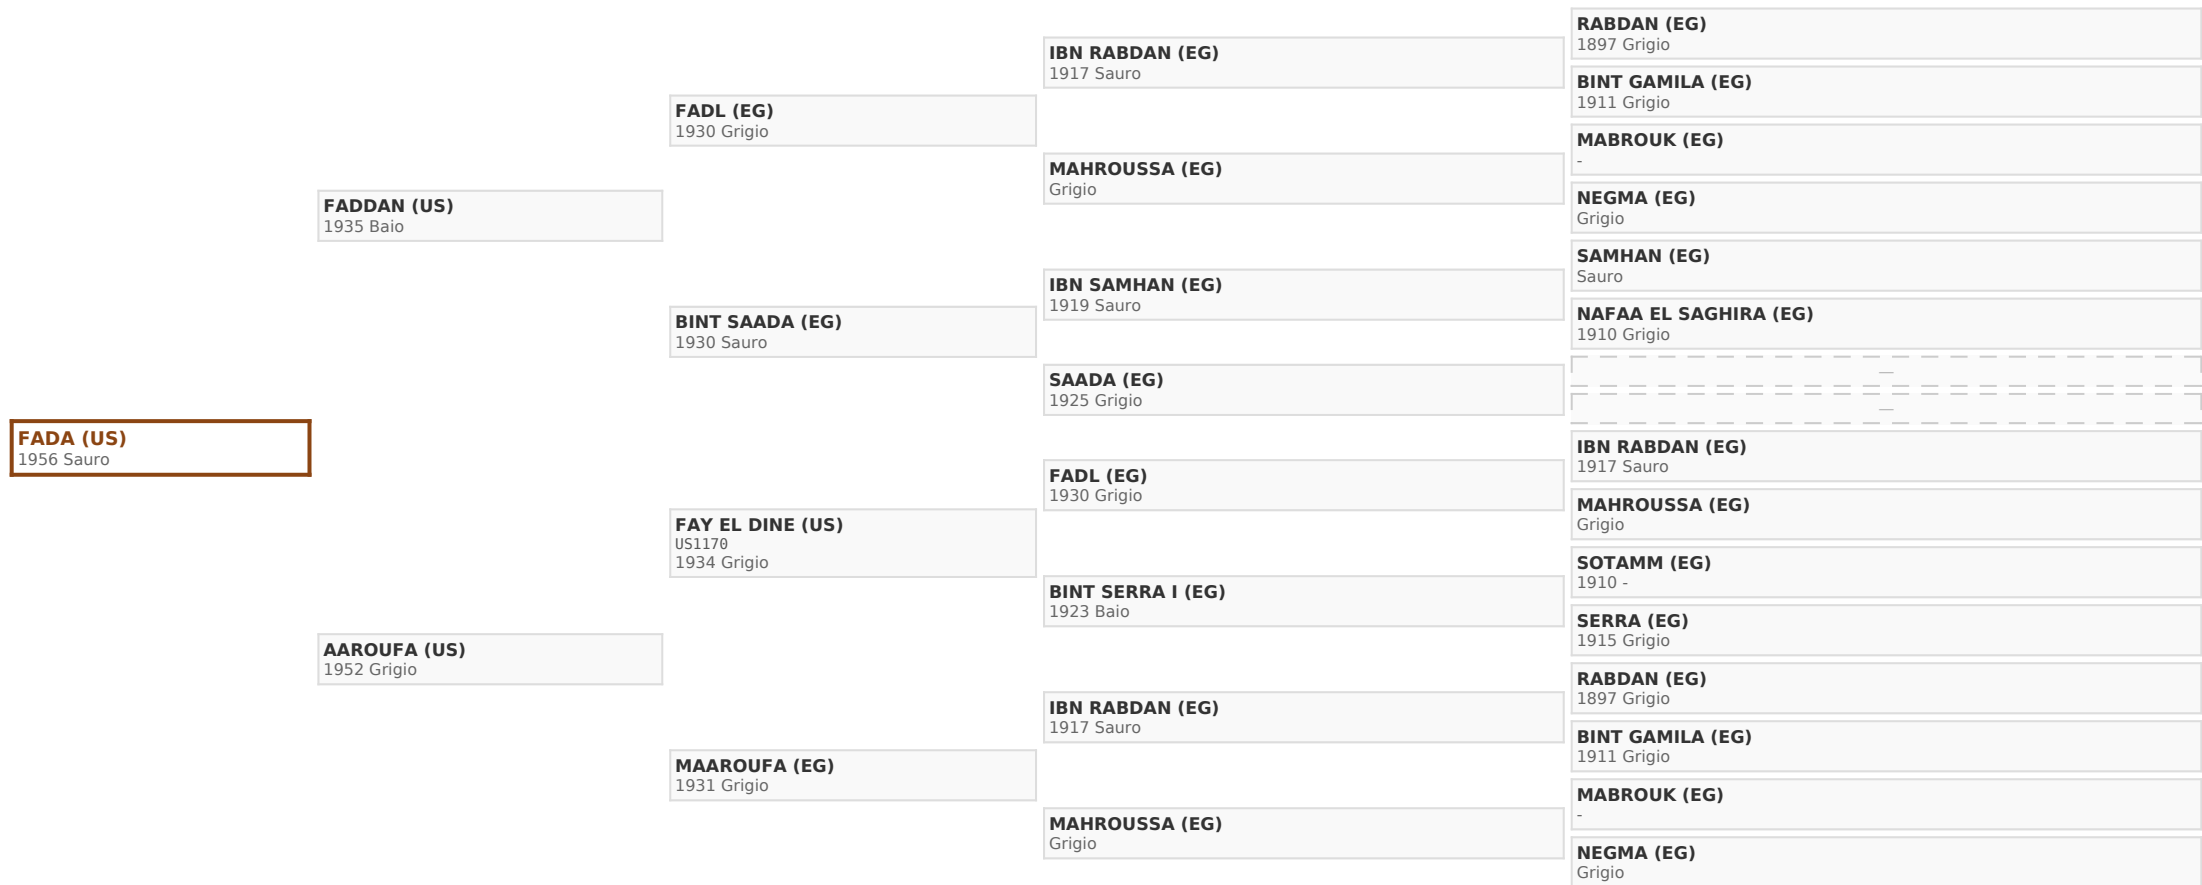 FADA (US)
1956 Sauro
FADDAN (US)
1935 Baio
AAROUFA (US)
1952 Grigio
FADL (EG)
1930 Grigio
BINT SAADA (EG)
1930 Sauro
FAY EL DINE (US)
US1170
1934 Grigio
MAAROUFA (EG)
1931 Grigio
IBN RABDAN (EG)
1917 Sauro
MAHROUSSA (EG)
Grigio
IBN SAMHAN (EG)
1919 Sauro
SAADA (EG)
1925 Grigio
FADL (EG)
1930 Grigio
BINT SERRA I (EG)
1923 Baio
IBN RABDAN (EG)
1917 Sauro
MAHROUSSA (EG)
Grigio
RABDAN (EG)
1897 Grigio
BINT GAMILA (EG)
1911 Grigio
MABROUK (EG)
-
NEGMA (EG)
Grigio
SAMHAN (EG)
Sauro
NAFAA EL SAGHIRA (EG)
1910 Grigio
—
—
IBN RABDAN (EG)
1917 Sauro
MAHROUSSA (EG)
Grigio
SOTAMM (EG)
1910 -
SERRA (EG)
1915 Grigio
RABDAN (EG)
1897 Grigio
BINT GAMILA (EG)
1911 Grigio
MABROUK (EG)
-
NEGMA (EG)
Grigio